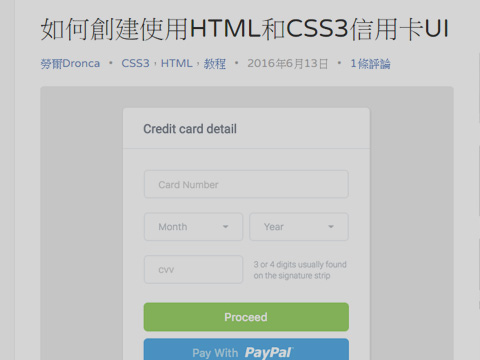 如何創建使用HTML和CSS3信用卡UI
勞爾Dronca • CSS3，HTML，教程 • 2016年6月13日 • 1條評論
Credit card detail
Card Number
Month Year
cvv 3 or 4 digits usually found
on the signature strip
Proceed
Pay With PayPal